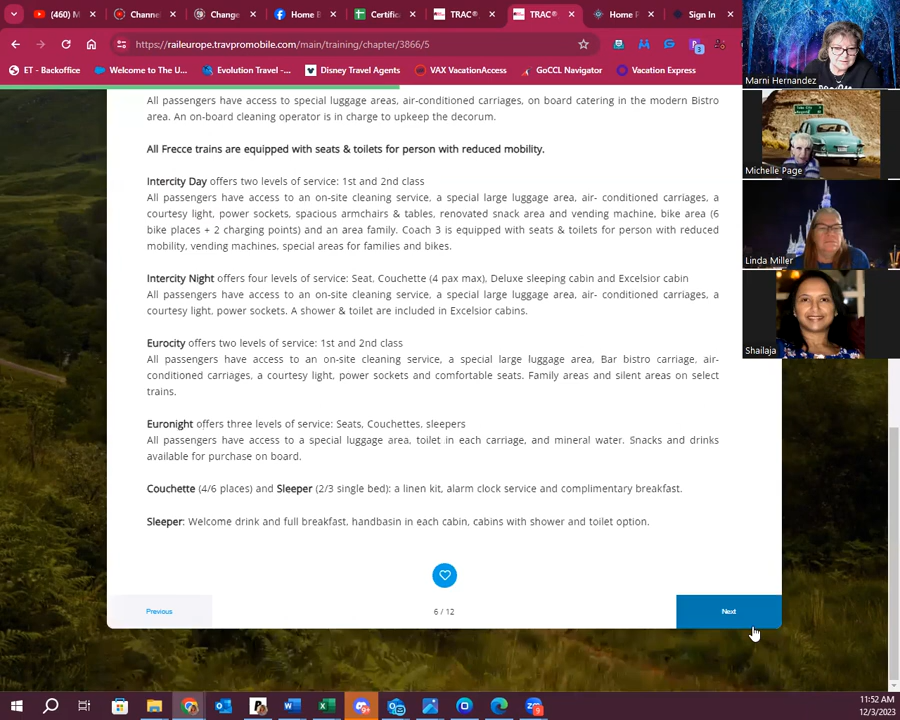 (460) M
Channel
Change
Home B
Certifica
TRAC®,
TRAC®
Home P
Sign In
https://raileurope.travpromobile.com/main/training/chapter/3866/5
3
ET - Backoffice
Welcome to The U...
Evolution Travel -...
Disney Travel Agents
VAX VacationAccess
GoCCL Navigator
Vacation Express
Marni Hernandez
Michelle Page
Linda Miller
Shailaja
All passengers have access to special luggage areas, air-conditioned carriages, on board catering in the modern Bistro
area. An on-board cleaning operator is in charge to upkeep the decorum.
All Frecce trains are equipped with seats & toilets for person with reduced mobility.
Intercity Day offers two levels of service: 1st and 2nd class
All passengers have access to an on-site cleaning service, a special large luggage area, air- conditioned carriages, a
courtesy light, power sockets, spacious armchairs & tables, renovated snack area and vending machine, bike area (6
bike places + 2 charging points) and an area family. Coach 3 is equipped with seats & toilets for person with reduced
mobility, vending machines, special areas for families and bikes.
Intercity Night offers four levels of service: Seat, Couchette (4 pax max), Deluxe sleeping cabin and Excelsior cabin
All passengers have access to an on-site cleaning service, a special large luggage area, air- conditioned carriages, a
courtesy light, power sockets. A shower & toilet are included in Excelsior cabins.
Eurocity offers two levels of service: 1st and 2nd class
All passengers have access to an on-site cleaning service, a special large luggage area, Bar bistro carriage, air-
conditioned carriages, a courtesy light, power sockets and comfortable seats. Family areas and silent areas on select
trains.
Euronight offers three levels of service: Seats, Couchettes, sleepers
All passengers have access to a special luggage area, toilet in each carriage, and mineral water. Snacks and drinks
available for purchase on board.
Couchette (4/6 places) and Sleeper (2/3 single bed): a linen kit, alarm clock service and complimentary breakfast.
Sleeper: Welcome drink and full breakfast, handbasin in each cabin, cabins with shower and toilet option.
Previous
6 / 12
Next
11:52 AM
12/3/2023